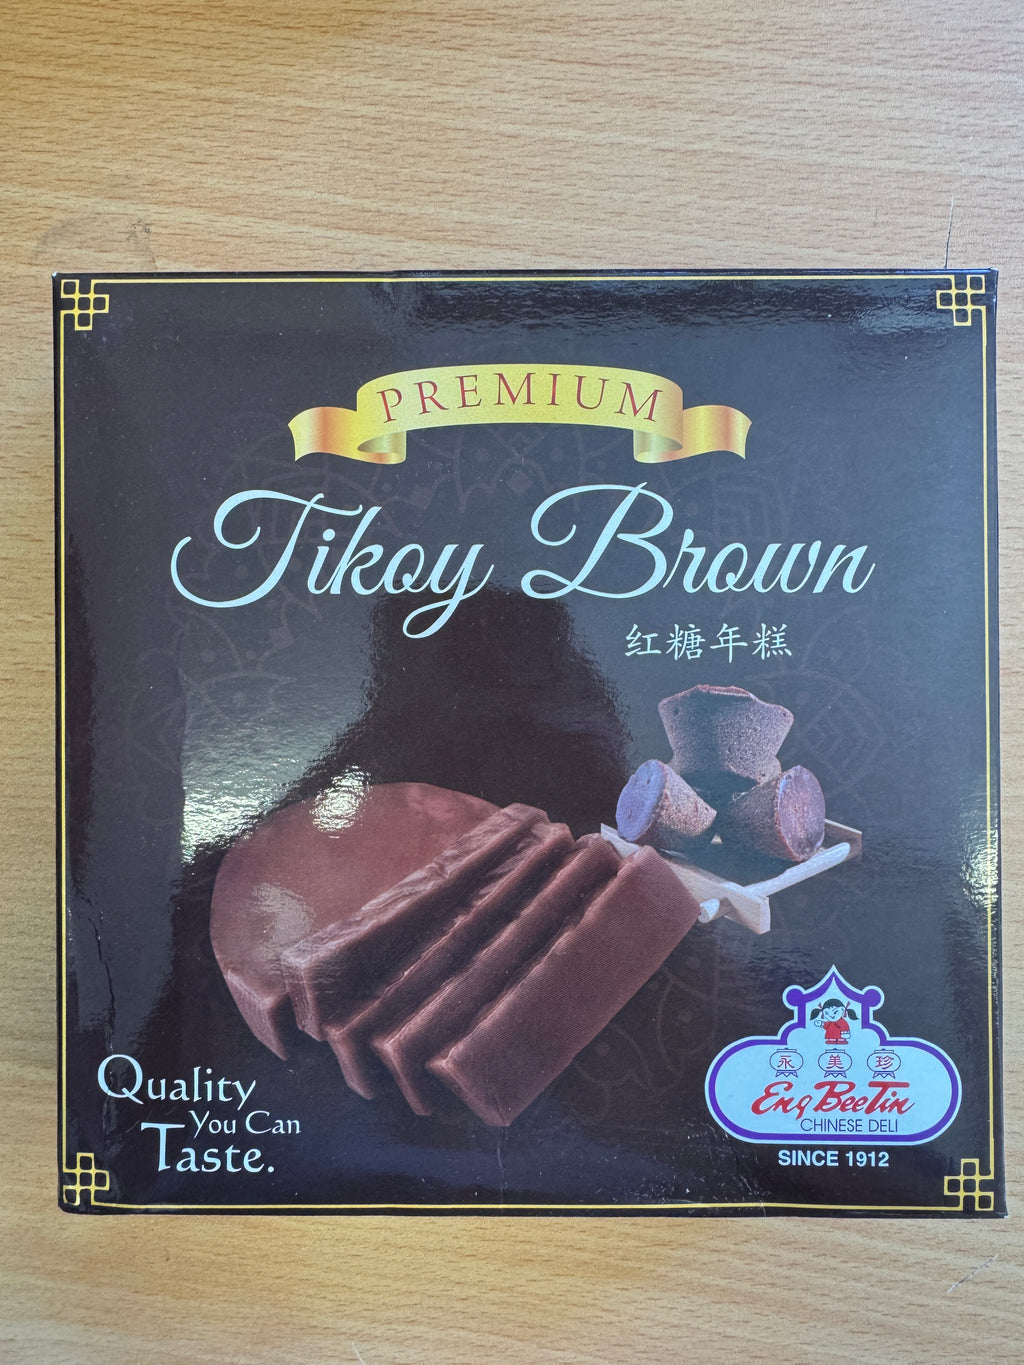 PREMIUM
Tikoy Brown
红糖年糕
Quality
You Can
Taste.
永 美 珍
Eng Bee Tin
CHINESE DELI
SINCE 1912